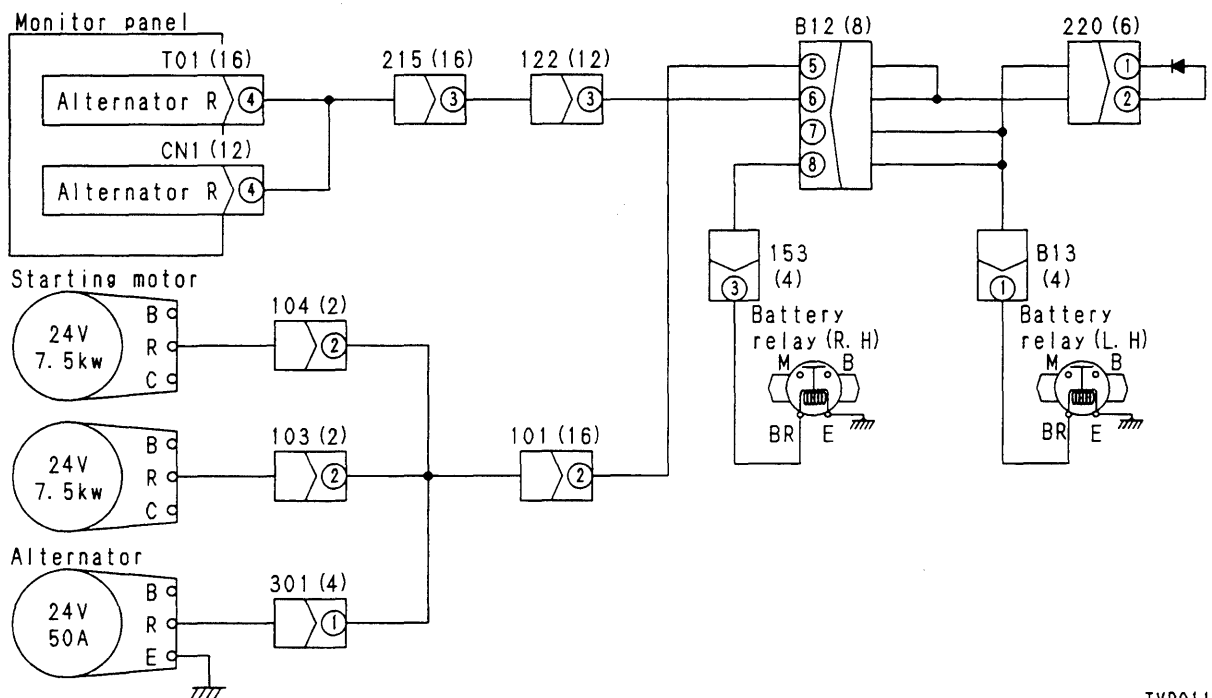 Monitor panel
T01 (16)
Alternator R 4
CN1 (12)
Alternator R 4
215 (16)
3
122 (12)
3
B12 (8)
5
6
7
8
220 (6)
1
2
153
(4)
3
Battery
relay (R. H)
M
B
BR
E
B13
(4)
1
Battery
relay (L. H)
M
B
BR
E
Starting motor
24V
7. 5kw
B
R
C
104 (2)
2
24V
7. 5kw
B
R
C
103 (2)
2
101 (16)
2
Alternator
24V
50A
B
R
E
301 (4)
1